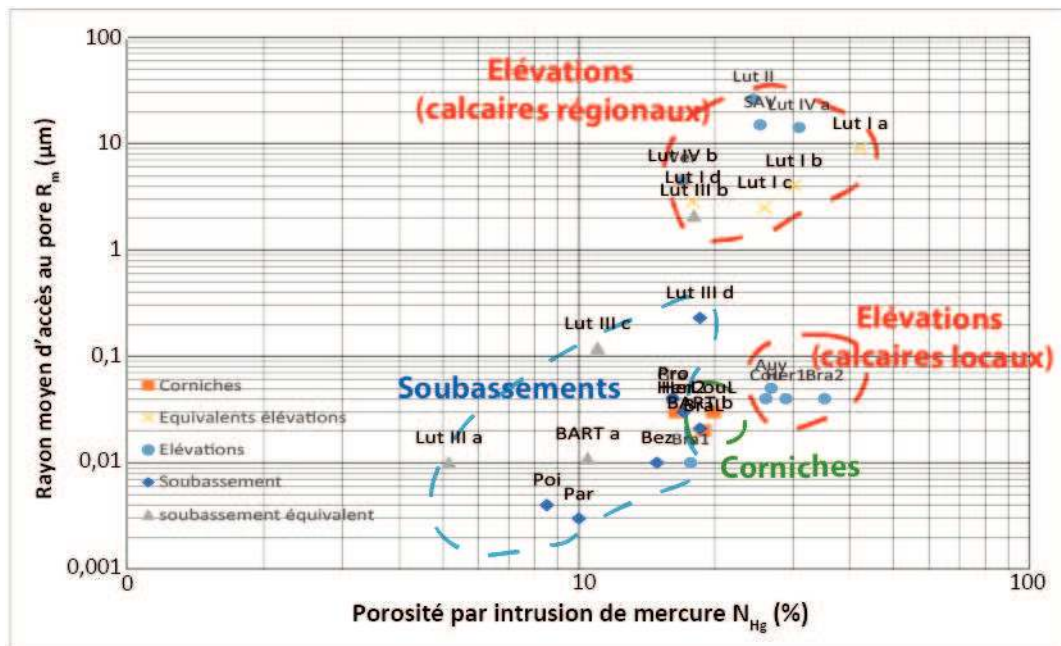 100
Elévations
Lut II
(calcaires régionaux)
SAV
Lut IV a
10
Lut I a
Lut IV b
Lut I b
Lut I d
Lut I c
Lut III b
Rayon moyen d'accès au pore Rm (µm)
1
Lut III d
Lut III c
Elévations
(calcaires locaux)
0,1
Corniches
Soubassements
Pro
Bra2
Equivalents élévations
BART b
BraL
Lut III a
BART a
Bez
Bra1
Elévations
0,01
Corniches
Soubassement
Poi
Par
soubassement équivalent
0,001
0
10
100
Porosité par intrusion de mercure NHg (%)